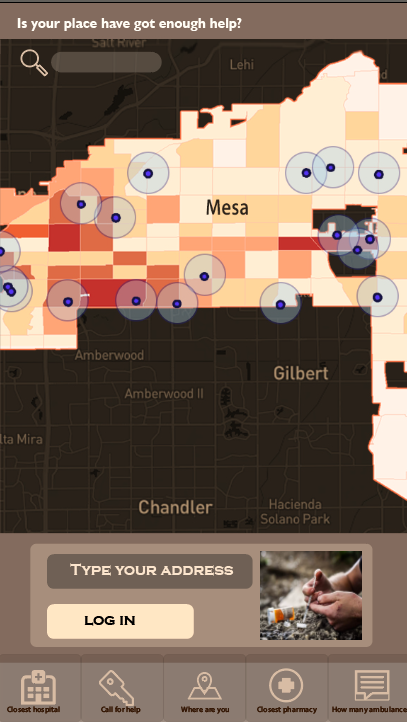 Is your place have got enough help?
Salt River
Lehi
Mesa
Amberwood
Gilbert
Amberwood II
lta Mira
Chandler
Hacienda
Solano Park
TYPE YOUR ADDRESS
LOG IN
Closest hospital
Call for help
Where are you
Closest pharmacy
How many ambulance